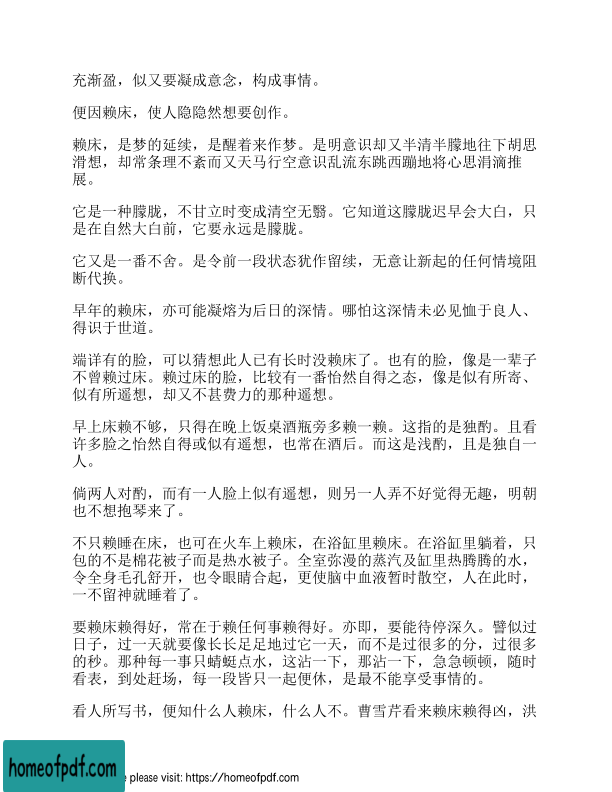 充渐盈，似又要凝成意念，构成事情。
便因赖床，使人隐隐然想要创作。
赖床，是梦的延续，是醒着来作梦。是明意识却又半清半朦地往下胡思
滑想，却常条理不紊而又天马行空意识乱流东跳西蹦地将心思涓滴推
展。
它是一种朦胧，不甘立时变成清空无翳。它知道这朦胧迟早会大白，只
是在自然大白前，它要永远是朦胧。
它又是一番不舍。是令前一段状态犹作留续，无意让新起的任何情境阻
断代换。
早年的赖床，亦可能凝熔为后日的深情。哪怕这深情未必见恤于良人、
得识于世道。
端详有的脸，可以猜想此人已有长时没赖床了。也有的脸，像是一辈子
不曾赖过床。赖过床的脸，比较有一番怡然自得之态，像是似有所寄、
似有所遥想，却又不甚费力的那种遥想。
早上床赖不够，只得在晚上饭桌酒瓶旁多赖一赖。这指的是独酌。且看
许多脸之怡然自得或似有遥想，也常在酒后。而这是浅酌，且是独自一
人。
倘两人对酌，而有一人脸上似有遥想，则另一人弄不好觉得无趣，明朝
也不想抱琴来了。
不只赖睡在床，也可在火车上赖床，在浴缸里赖床。在浴缸里躺着，只
包的不是棉花被子而是热水被子。全室弥漫的蒸汽及缸里热腾腾的水，
令全身毛孔舒开，也令眼睛合起，更使脑中血液暂时散空，人在此时，
一不留神就睡着了。
要赖床赖得好，常在于赖任何事赖得好。亦即，要能待停深久。譬似过
日子，过一天就要像长长足足地过它一天，而不是过很多的分，过很多
的秒。那种每一事只蜻蜓点水，这沾一下，那沾一下，急急顿顿，随时
看表，到处赶场，每一段皆只一起便休，是最不能享受事情的。
看人所写书，便知什么人赖床，什么人不。曹雪芹看来赖床赖得凶，洪
homeofpdf.com
e please visit: https://homeofpdf.com